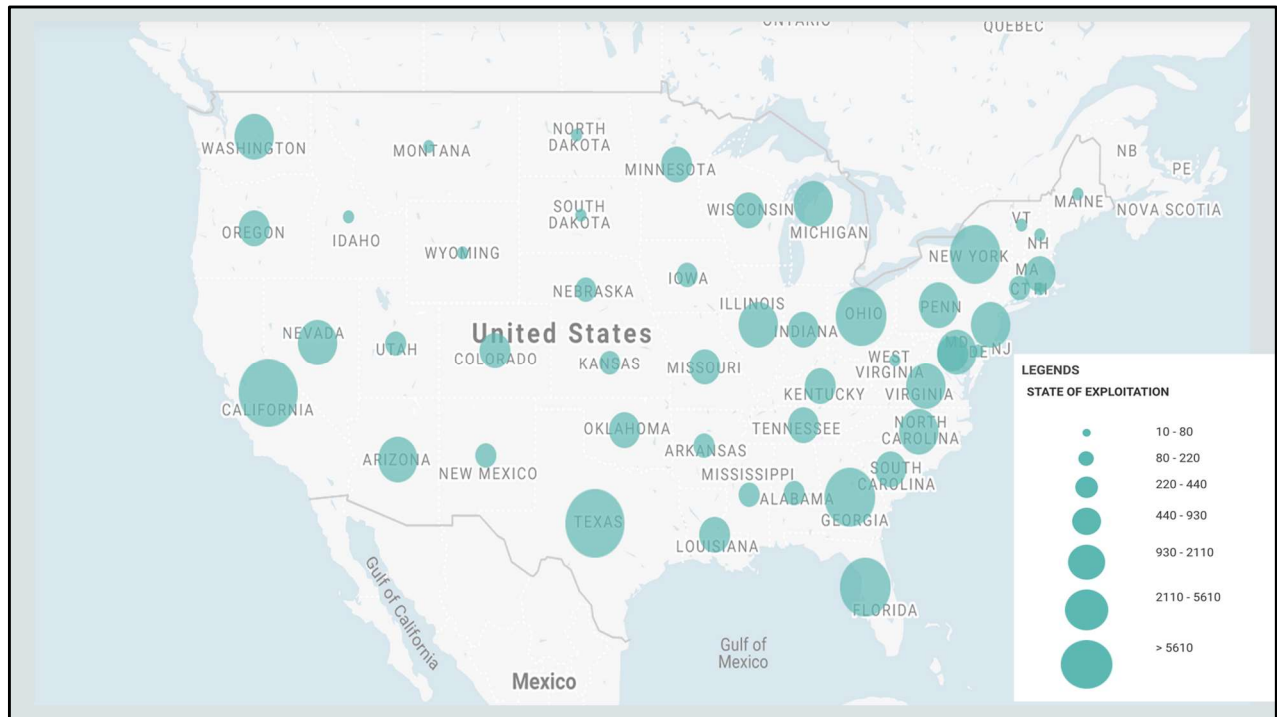 ONTARIO
QUEBEC
WASHINGTON
MONTANA
NORTH
DAKOTA
MINNESOTA
NB
PE
SOUTH
DAKOTA
WISCONSIN
MICHIGAN
MAINE
NOVA SCOTIA
VT
NH
OREGON
IDAHO
WYOMING
NEW YORK
MA
CT RI
NEBRASKA
IOWA
ILLINOIS
INDIANA
OHIO
PENN
NEVADA
UTAH
United States
COLORADO
KANSAS
MISSOURI
MD
DE
NJ
WEST
VIRGINIA
KENTUCKY
VIRGINIA
CALIFORNIA
OKLAHOMA
TENNESSEE
NORTH
CAROLINA
ARIZONA
NEW MEXICO
ARKANSAS
MISSISSIPPI
ALABAMA
SOUTH
CAROLINA
GEORGIA
TEXAS
LOUISIANA
FLORIDA
Gulf of California
Gulf of
Mexico
Mexico
LEGENDS
STATE OF EXPLOITATION
10 - 80
80 - 220
220 - 440
440 - 930
930 - 2110
2110 - 5610
> 5610